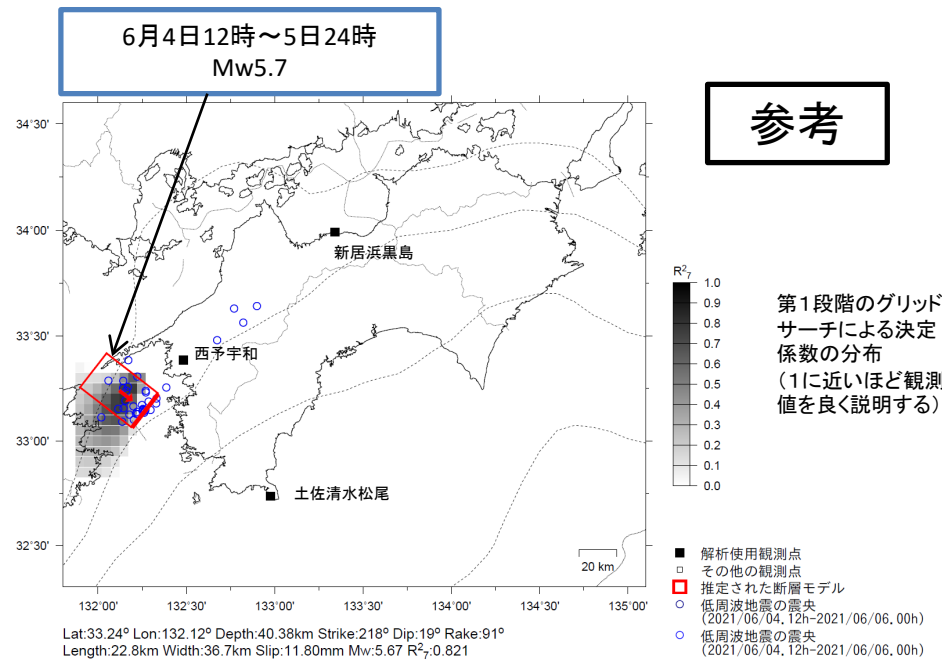 6月4日12時～5日24時
Mw5.7
参考
34°30'
34°00'
33°30'
33°00'
32°30'
132°00'
132°30'
133°00'
133°30'
134°00'
134°30'
135°00'
新居浜黒島
西予宇和
土佐清水松尾
20 km
R²₇
1.0
0.9
0.8
0.7
0.6
0.5
0.4
0.3
0.2
0.1
0.0
第1段階のグリッド
サーチによる決定
係数の分布
(1に近いほど観測
値を良く説明する)
解析使用観測点
その他の観測点
推定された断層モデル
低周波地震の震央
(2021/06/04.12h-2021/06/06.00h)
低周波地震の震央
(2021/06/04.12h-2021/06/06.00h)
Lat:33.24° Lon:132.12° Depth:40.38km Strike:218° Dip:19° Rake:91°
Length:22.8km Width:36.7km Slip:11.80mm Mw:5.67 R²₇:0.821